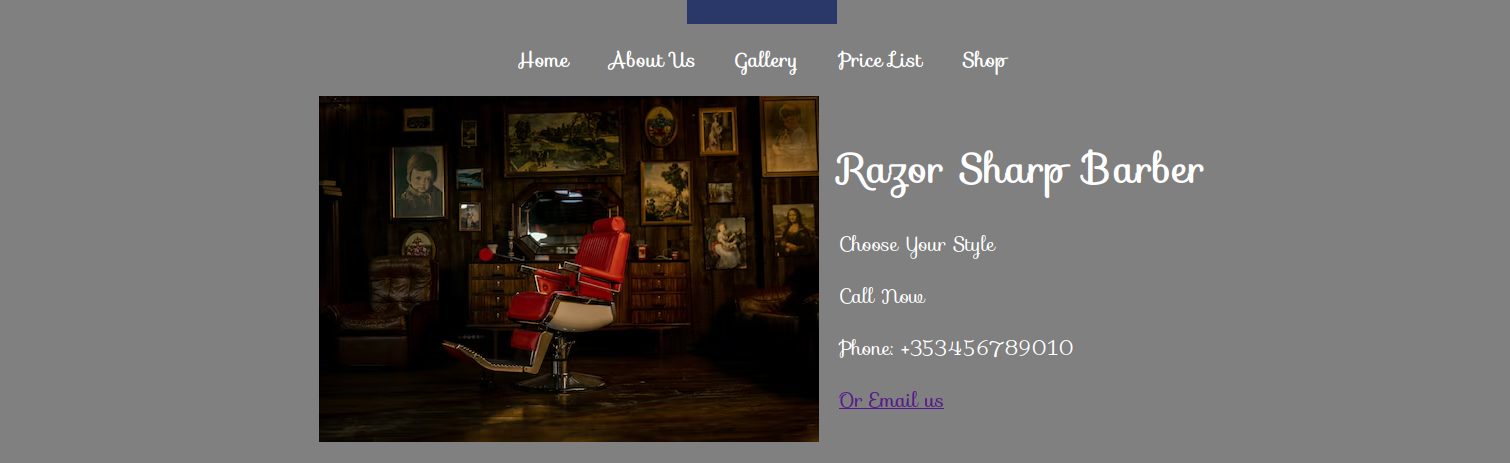 Home About Us Gallery Price List Shop
Razor Sharp Barber
Choose Your Style
Call Now
Phone: +353456789010
Or Email us